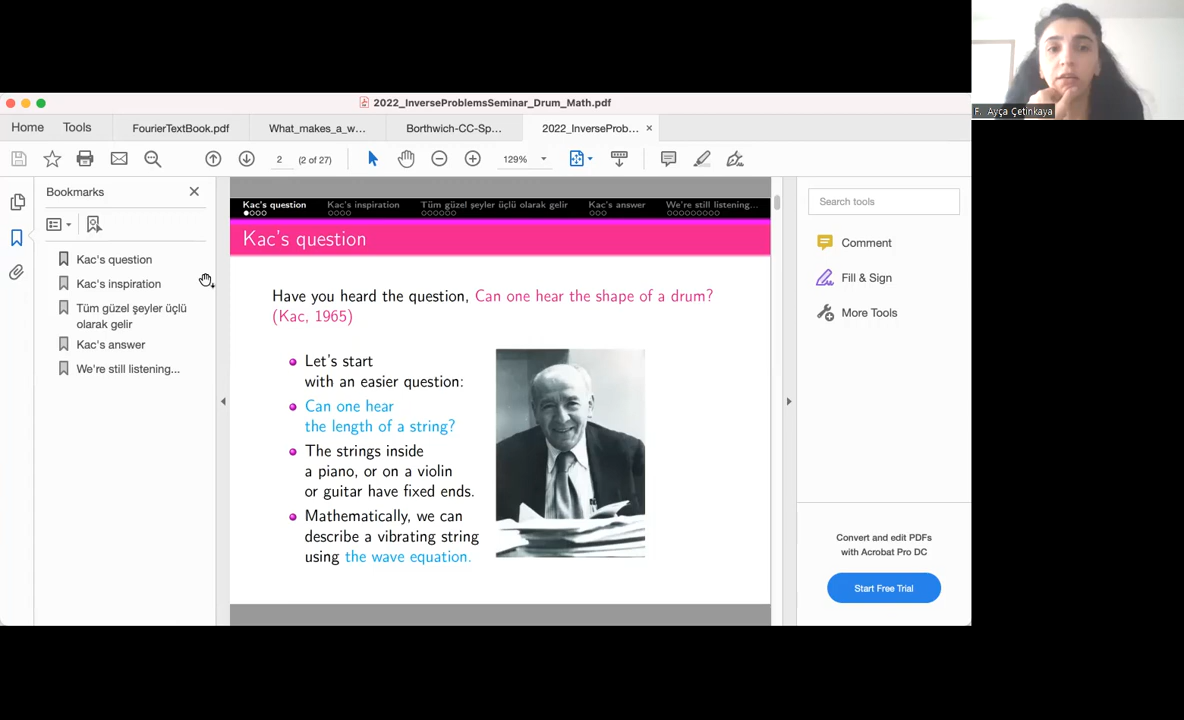 F. Ayça Çetinkaya
2022_InverseProblemsSeminar_Drum_Math.pdf
Home
Tools
FourierTextBook.pdf
What_makes_a_w...
Borthwich-CC-Sp...
2022_InverseProb...
2
(2 of 27)
129%
Bookmarks
Kac's question
Kac's inspiration
Tüm güzel şeyler üçlü
olarak gelir
Kac's answer
We're still listening...
Kac's question
Kac's inspiration
Tüm güzel şeyler üçlü olarak gelir
Kac's answer
We're still listening...
Kac's question
Have you heard the question, Can one hear the shape of a drum?
(Kac, 1965)
Let's start
with an easier question:
Can one hear
the length of a string?
The strings inside
a piano, or on a violin
or guitar have fixed ends.
Mathematically, we can
describe a vibrating string
using the wave equation.
Search tools
Comment
Fill & Sign
More Tools
Convert and edit PDFs
with Acrobat Pro DC
Start Free Trial